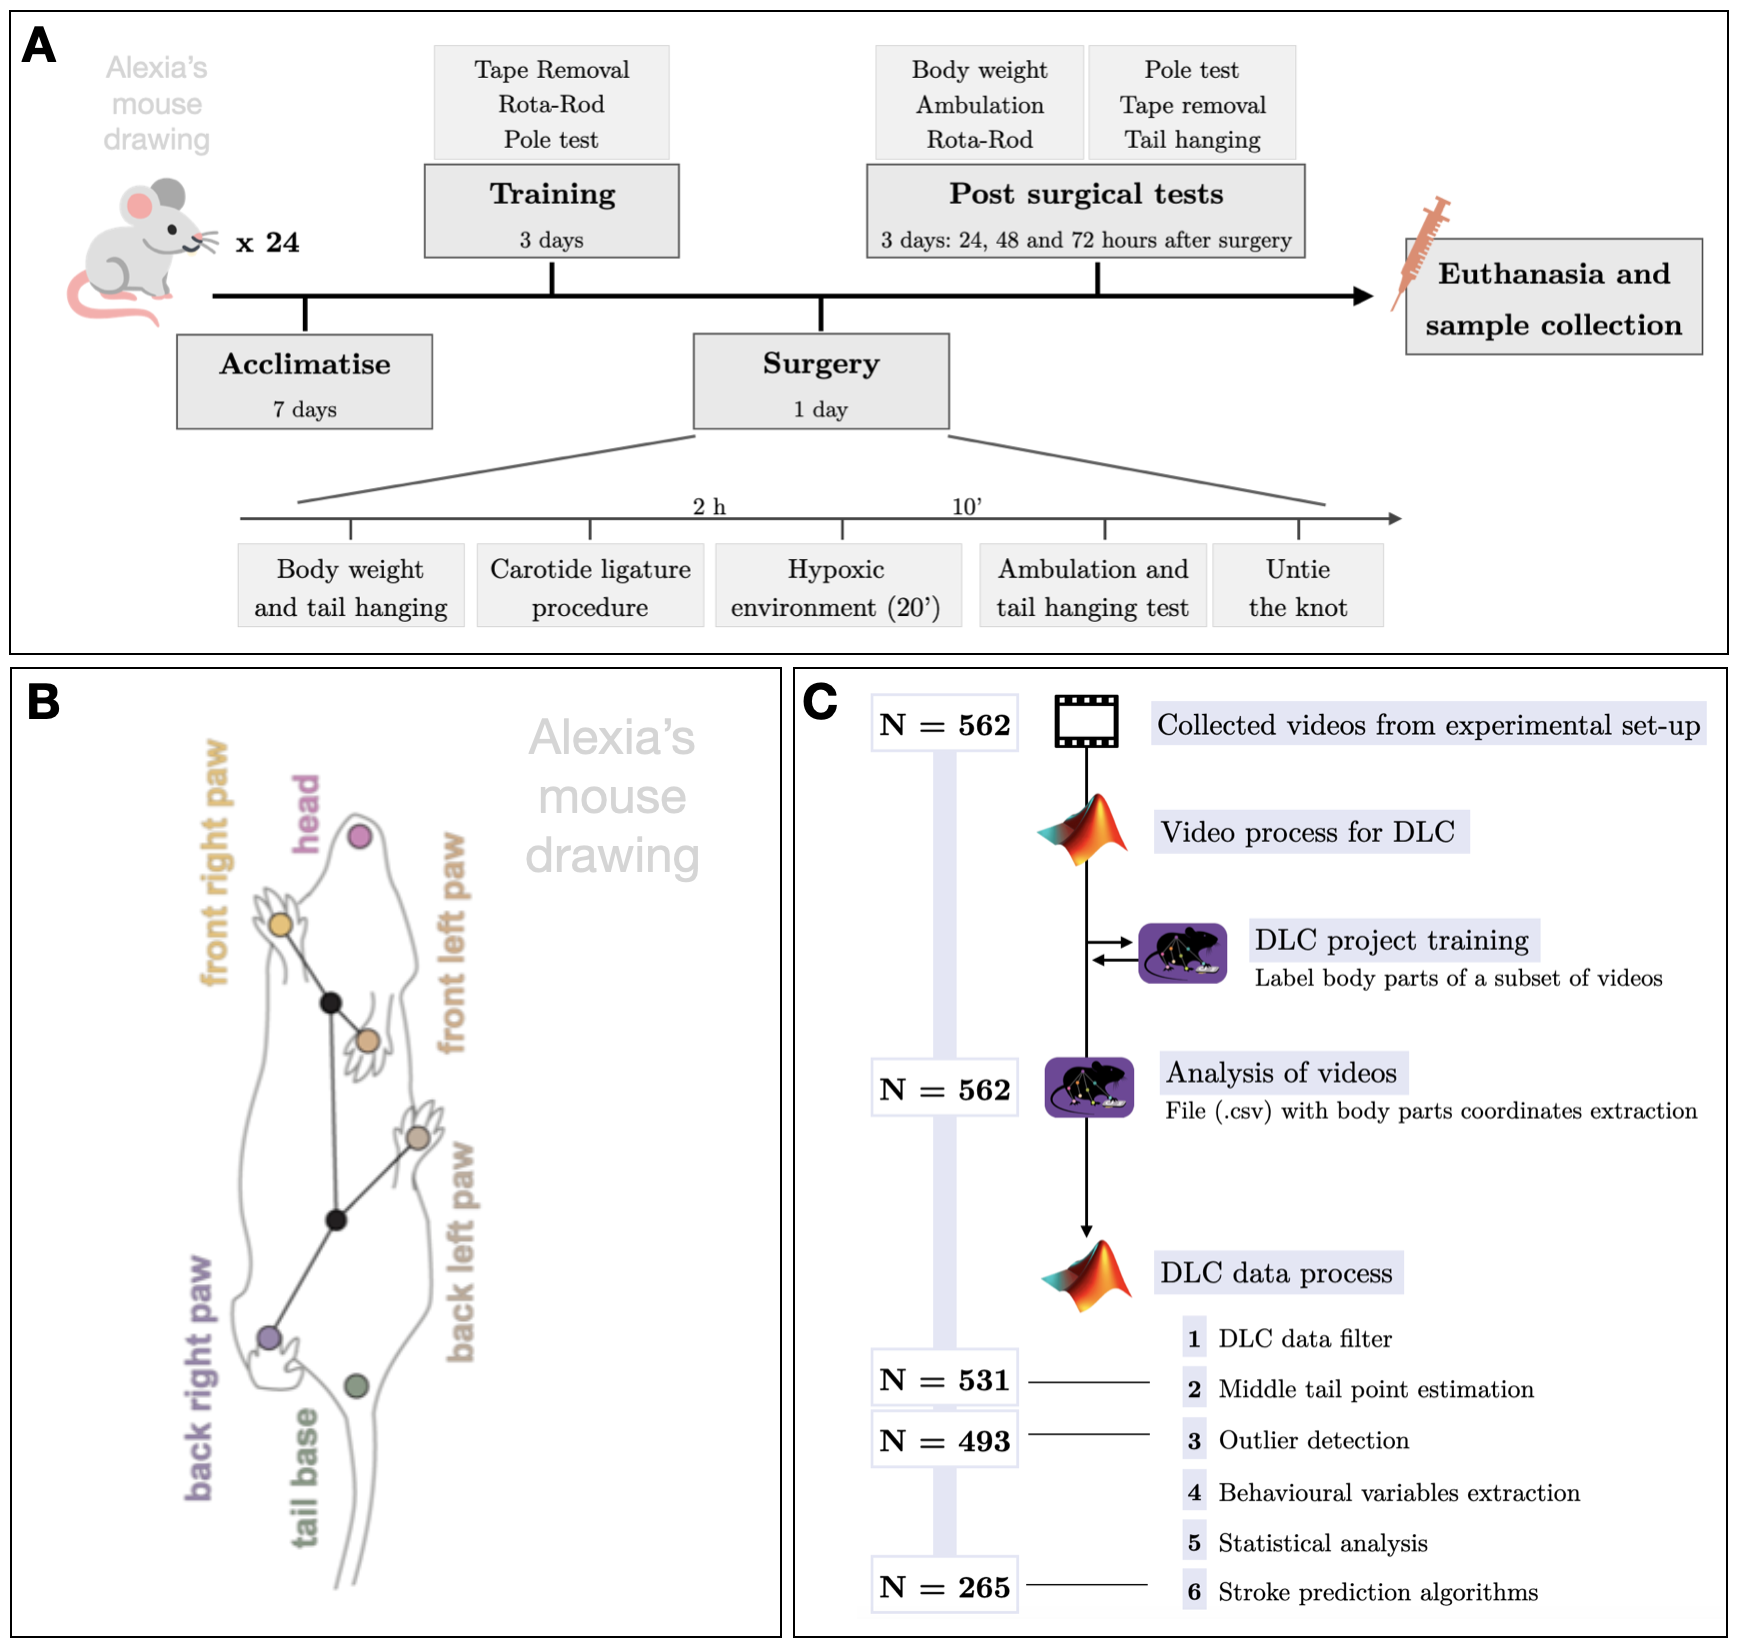 A
Alexia's
mouse
drawing
x 24
Tape Removal
Rota-Rod
Pole test
Training
3 days
Body weight
Ambulation
Rota-Rod
Pole test
Tape removal
Tail hanging
Post surgical tests
3 days: 24, 48 and 72 hours after surgery
Euthanasia and
sample collection
Acclimatise
7 days
Surgery
1 day
2 h
10'
Body weight
and tail hanging
Carotide ligature
procedure
Hypoxic
environment (20')
Ambulation and
tail hanging test
Untie
the knot
B
Alexia's
mouse
drawing
front right paw
head
front left paw
back left paw
back right paw
tail base
C
N = 562
Collected videos from experimental set-up
Video process for DLC
DLC project training
Label body parts of a subset of videos
N = 562
Analysis of videos
File (.csv) with body parts coordinates extraction
DLC data process
1 DLC data filter
N = 531
2 Middle tail point estimation
N = 493
3 Outlier detection
4 Behavioural variables extraction
5 Statistical analysis
N = 265
6 Stroke prediction algorithms